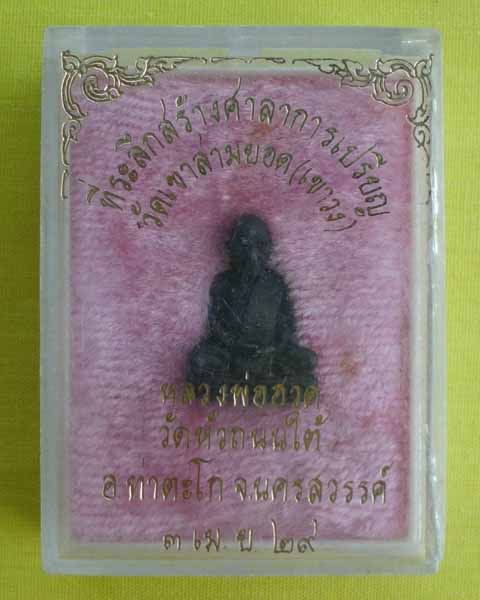 ที่ระลึกสร้างศาลาการเปรียญ
วัดเขาล่ามยอด(เขาวง)
หลวงพ่อฮวด
วัดหัวถนนใต้
อ.ท่าตะโก จ.นครสวรรค์
๓ เม.ย. ๒๙